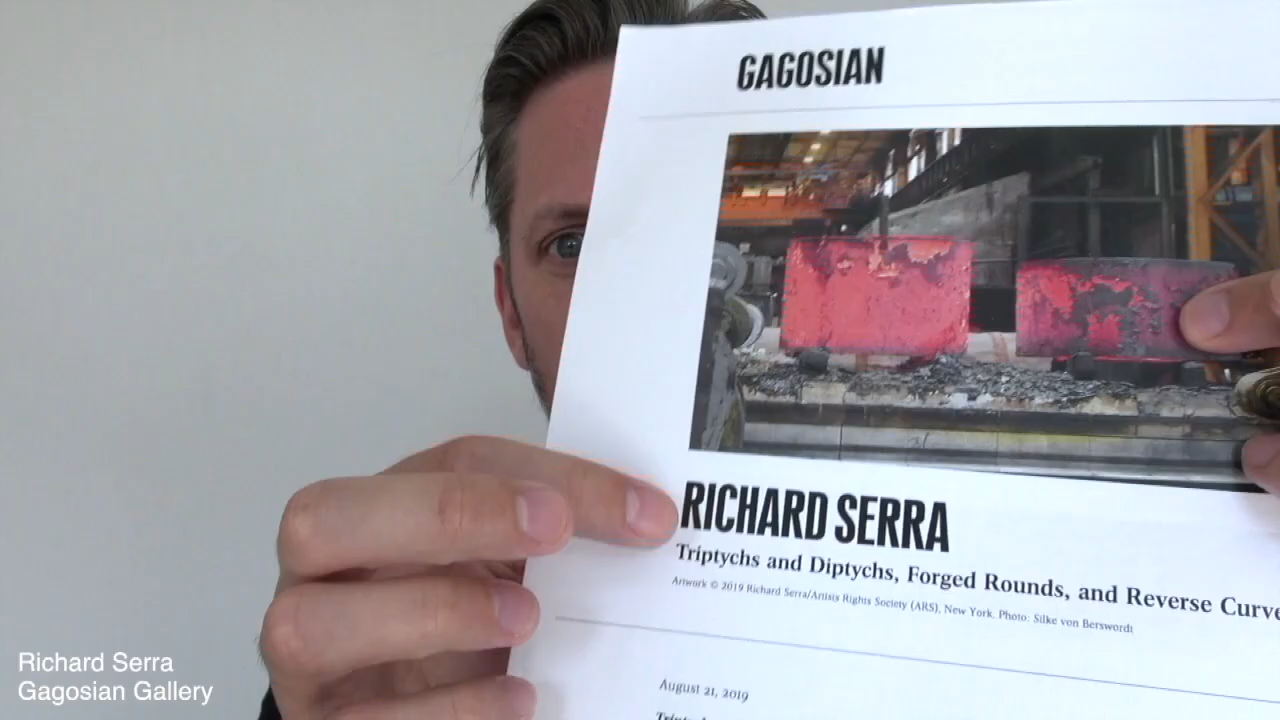 GAGOSIAN
RICHARD SERRA
Triptychs and Diptychs, Forged Rounds, and Reverse Curve
Artwork © 2019 Richard Serra/Artists Rights Society (ARS), New York. Photo: Silke von Berswordt
August 21, 2019
Richard Serra
Gagosian Gallery